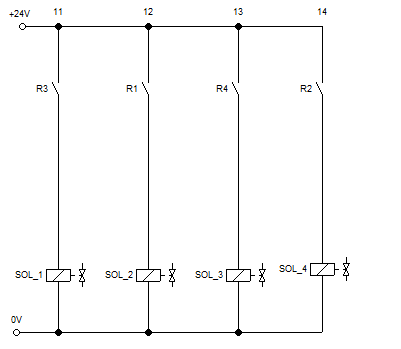 +24V 11 12 13 14
R3 R1 R4 R2
SOL_1 SOL_2 SOL_3 SOL_4
0V